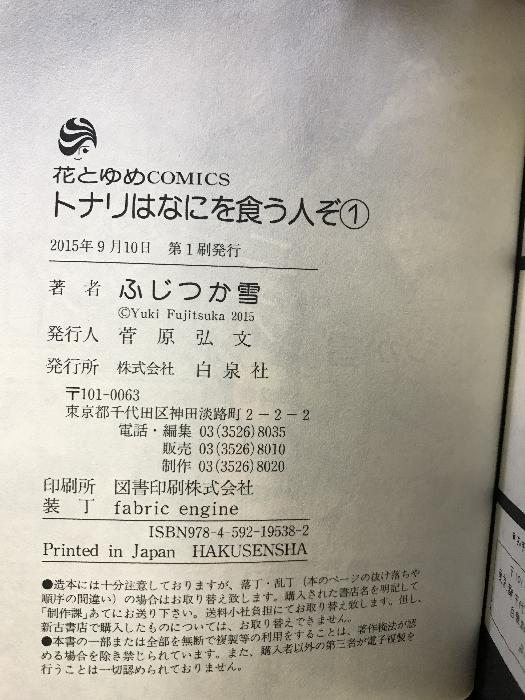 花とゆめCOMICS
トナリはなにを食う人ぞ①
2015年9月10日 第1刷発行
著者 ふじつか雪
©Yuki Fujitsuka 2015
発行人 菅原弘文
発行所 株式会社 白泉社
〒101-0063
東京都千代田区神田淡路町2-2-2
電話・編集 03(3526)8035
販売 03(3526)8010
制作 03(3526)8020
印刷所 図書印刷株式会社
装丁 fabric engine
ISBN978-4-592-19538-2
Printed in Japan HAKUSENSHA
●造本には十分注意しておりますが、落丁・乱丁(本のページの抜け落ちや
順序の間違い)の場合はお取り替え致します。購入された書店名を明記して
「制作課」あてにお送り下さい。送料小社負担にてお取替え致します。但し、
新古書店で購入したものについては、お取替えできません。
●本書の一部または全部を無断で複製等の利用をすることは、著作権法が認
める場合を除き禁じられています。また、購入者以外の第三者が電子複製を
行うことは一切認められておりません。